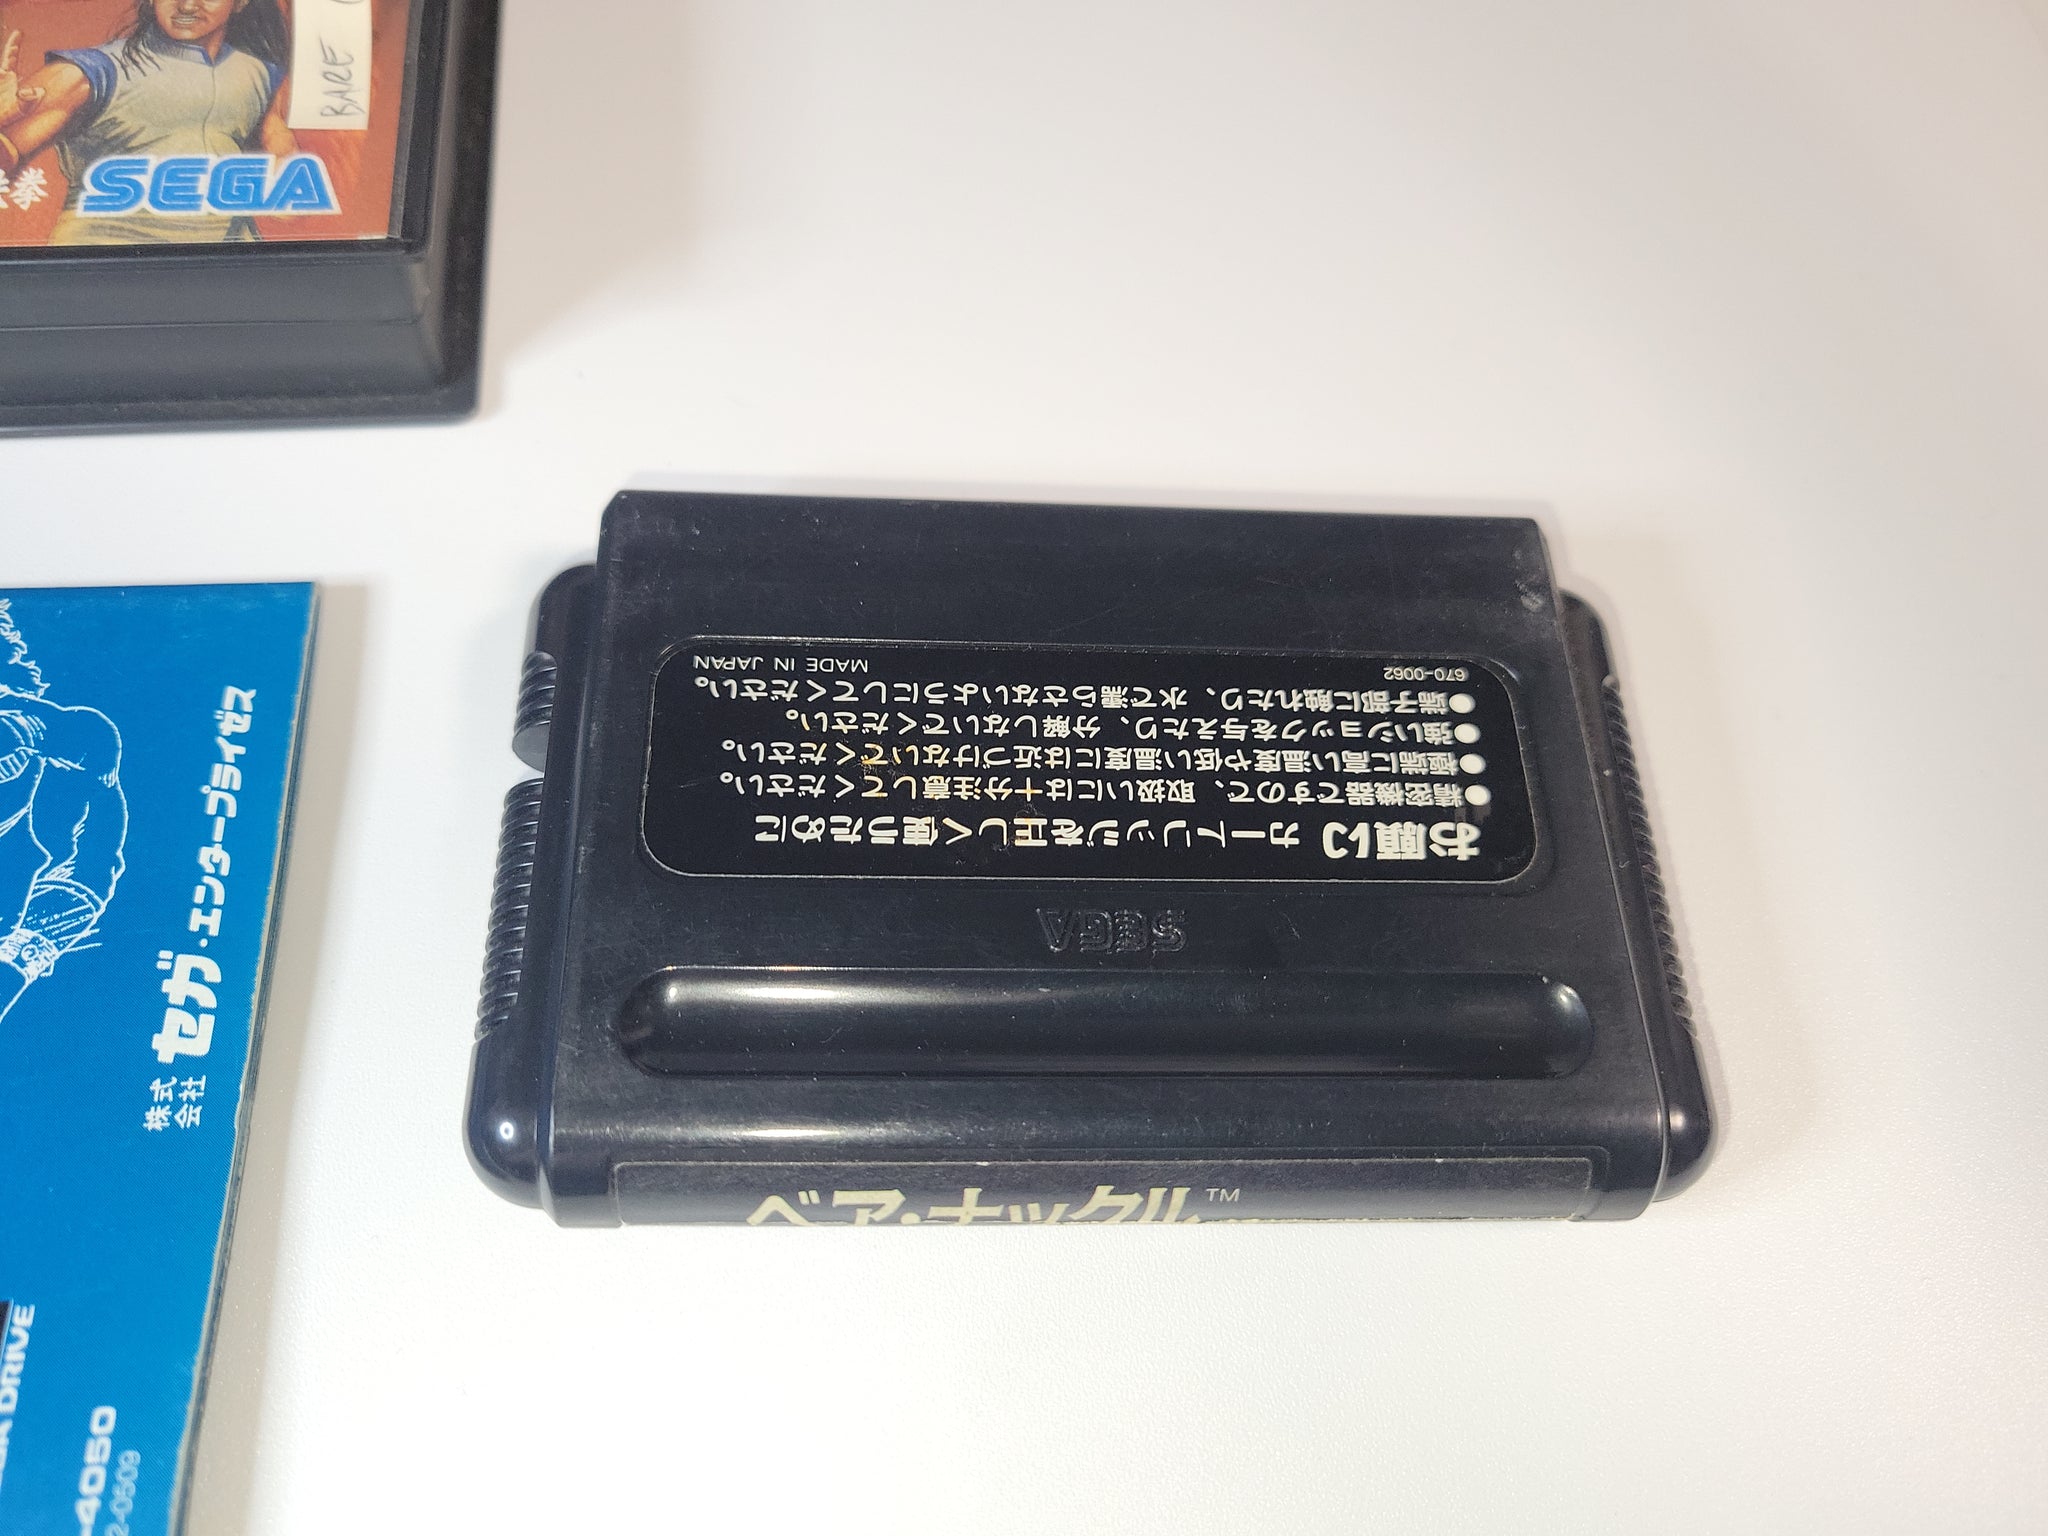 BARE
拳
SEGA
お願い カートリッジを正しく使うために
●精密機器ですので、取扱いには十分注意してください。
●極端に高い温度や低い温度には近づけないでください。
●強いショックを与えたり、分解しないでください。
●端子部に触れたり、水で濡らさないようにしてください。
670-0062 MADE IN JAPAN
SEGA
ベア・ナックル™
株式会社 セガ・エンタープライゼス
DRIVE
-4050
2-0509